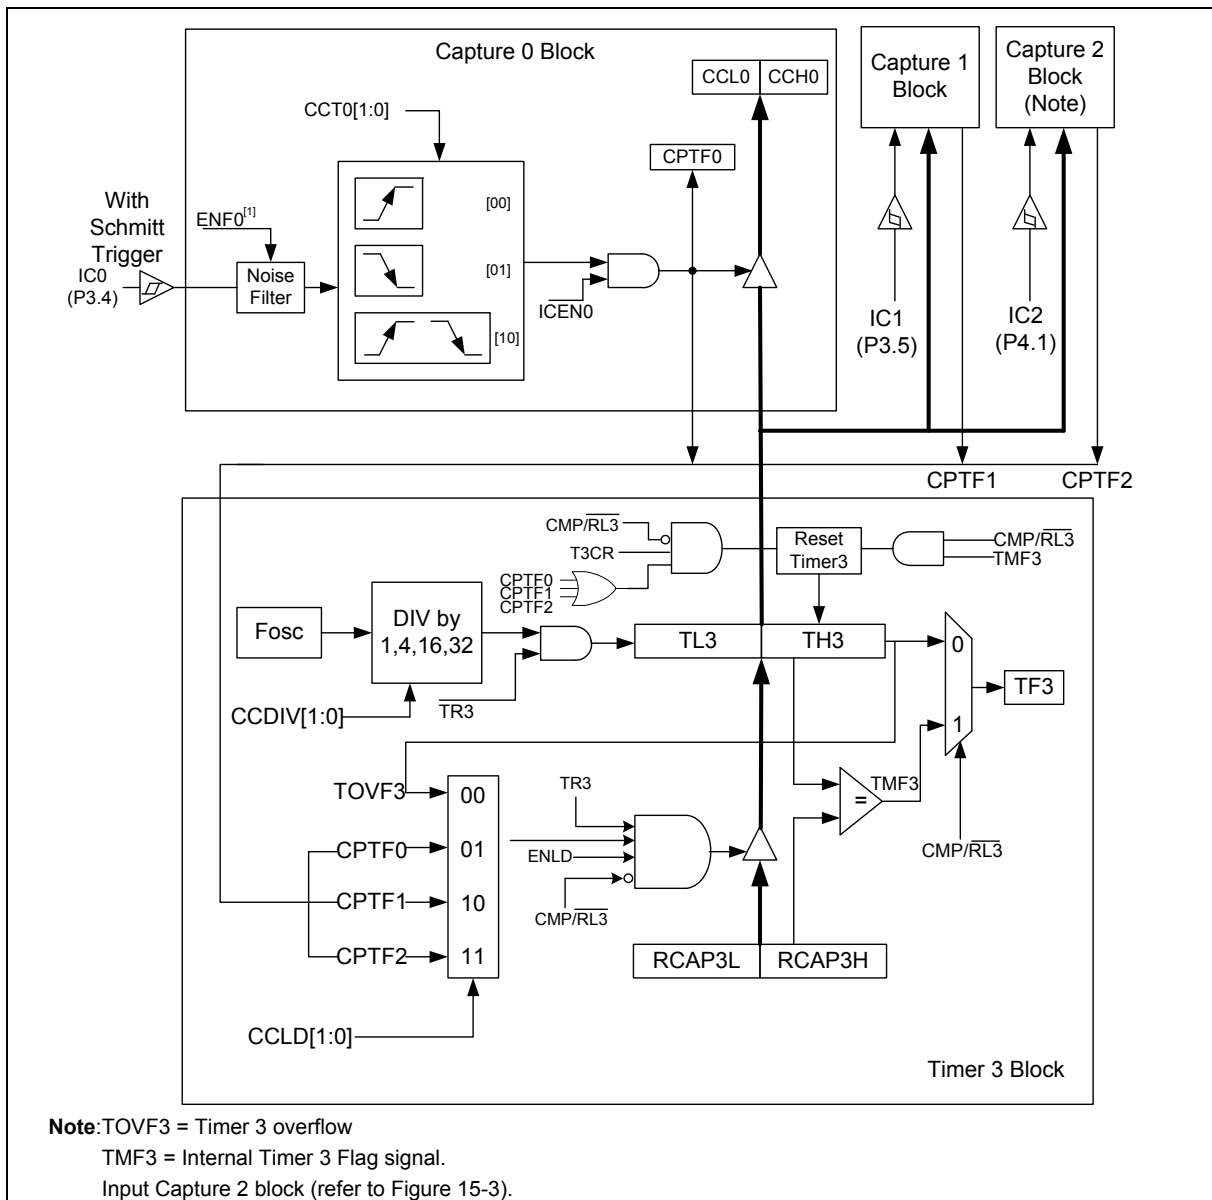 Capture 0 Block
CCL0 CCH0
Capture 1
Block
Capture 2
Block
(Note)
CCT0[1:0]
CPTF0
With
Schmitt
Trigger
ENF0[1]
IC0
(P3.4)
Noise
Filter
[00]
[01]
[10]
ICEN0
IC1
(P3.5)
IC2
(P4.1)
CPTF1
CPTF2
CMP/RL3
T3CR
CPTF0
CPTF1
CPTF2
Reset
Timer3
CMP/RL3
TMF3
Fosc
DIV by
1,4,16,32
TL3
TH3
0
1
TF3
TR3
CCDIV[1:0]
TOVF3
00
CPTF0
01
CPTF1
10
CPTF2
11
TR3
ENLD
CMP/RL3
=
TMF3
CMP/RL3
RCAP3L
RCAP3H
CCLD[1:0]
Timer 3 Block
Note:TOVF3 = Timer 3 overflow
TMF3 = Internal Timer 3 Flag signal.
Input Capture 2 block (refer to Figure 15-3).